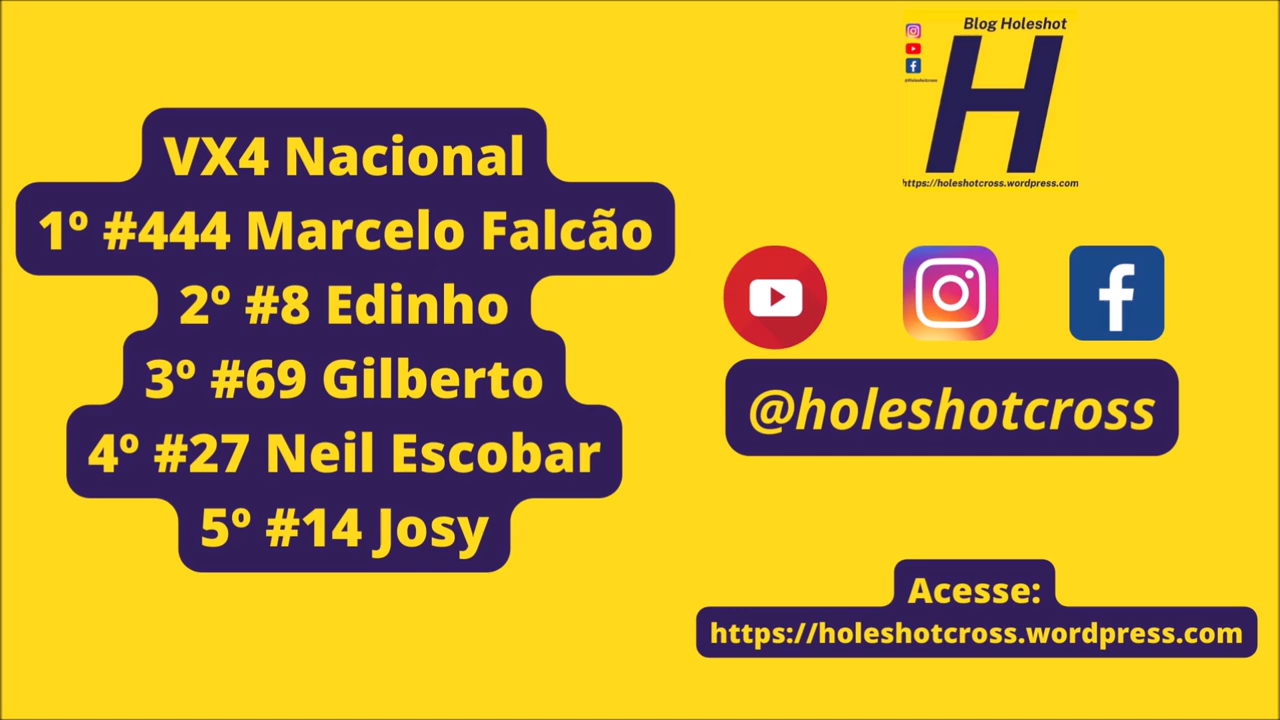 VX4 Nacional
1º #444 Marcelo Falcão
2º #8 Edinho
3º #69 Gilberto
4º #27 Neil Escobar
5º #14 Josy
Blog Holeshot
@holeshotcross
H
https://holeshotcross.wordpress.com
@holeshotcross
Acesse:
https://holeshotcross.wordpress.com